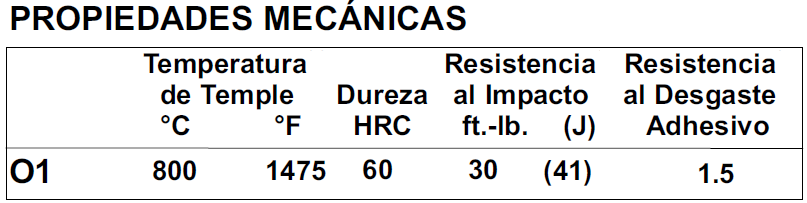 PROPIEDADES MECÁNICAS
Temperatura Resistencia Resistencia
de Temple Dureza al Impacto al Desgaste
°C °F HRC ft.-lb. (J) Adhesivo
O1 800 1475 60 30 (41) 1.5